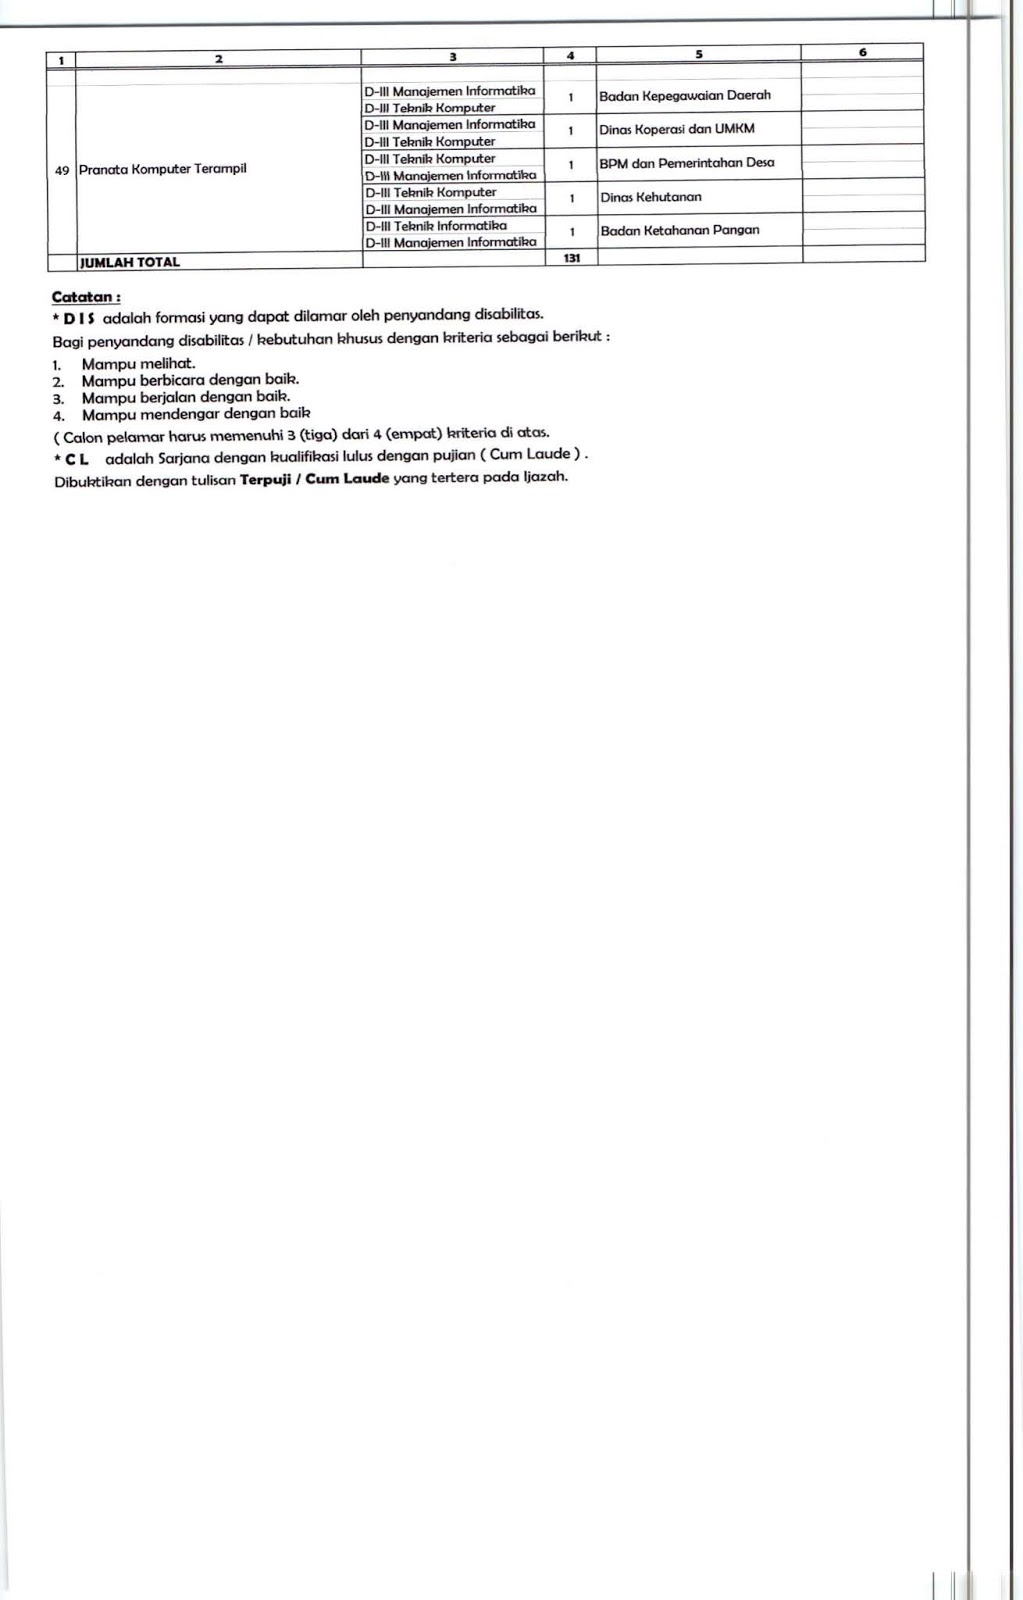 1 2 3 4 5 6
D-III Manajemen Informatika
1 Badan Kepegawaian Daerah
D-III Teknik Komputer
D-III Manajemen Informatika
1 Dinas Koperasi dan UMKM
D-III Teknik Komputer
D-III Teknik Komputer
49 Pranata Komputer Terampil 1 BPM dan Pemerintahan Desa
D-III Manajemen Informatika
D-III Teknik Komputer
1 Dinas Kehutanan
D-III Manajemen Informatika
D-III Teknik Informatika
1 Badan Ketahanan Pangan
D-III Manajemen Informatika
JUMLAH TOTAL 131
Catatan :
* D I S adalah formasi yang dapat dilamar oleh penyandang disabilitas.
Bagi penyandang disabilitas / kebutuhan khusus dengan kriteria sebagai berikut :
1. Mampu melihat.
2. Mampu berbicara dengan baik.
3. Mampu berjalan dengan baik.
4. Mampu mendengar dengan baik
( Calon pelamar harus memenuhi 3 (tiga) dari 4 (empat) kriteria di atas.
* C L adalah Sarjana dengan kualifikasi lulus dengan pujian ( Cum Laude ) .
Dibuktikan dengan tulisan Terpuji / Cum Laude yang tertera pada Ijazah.